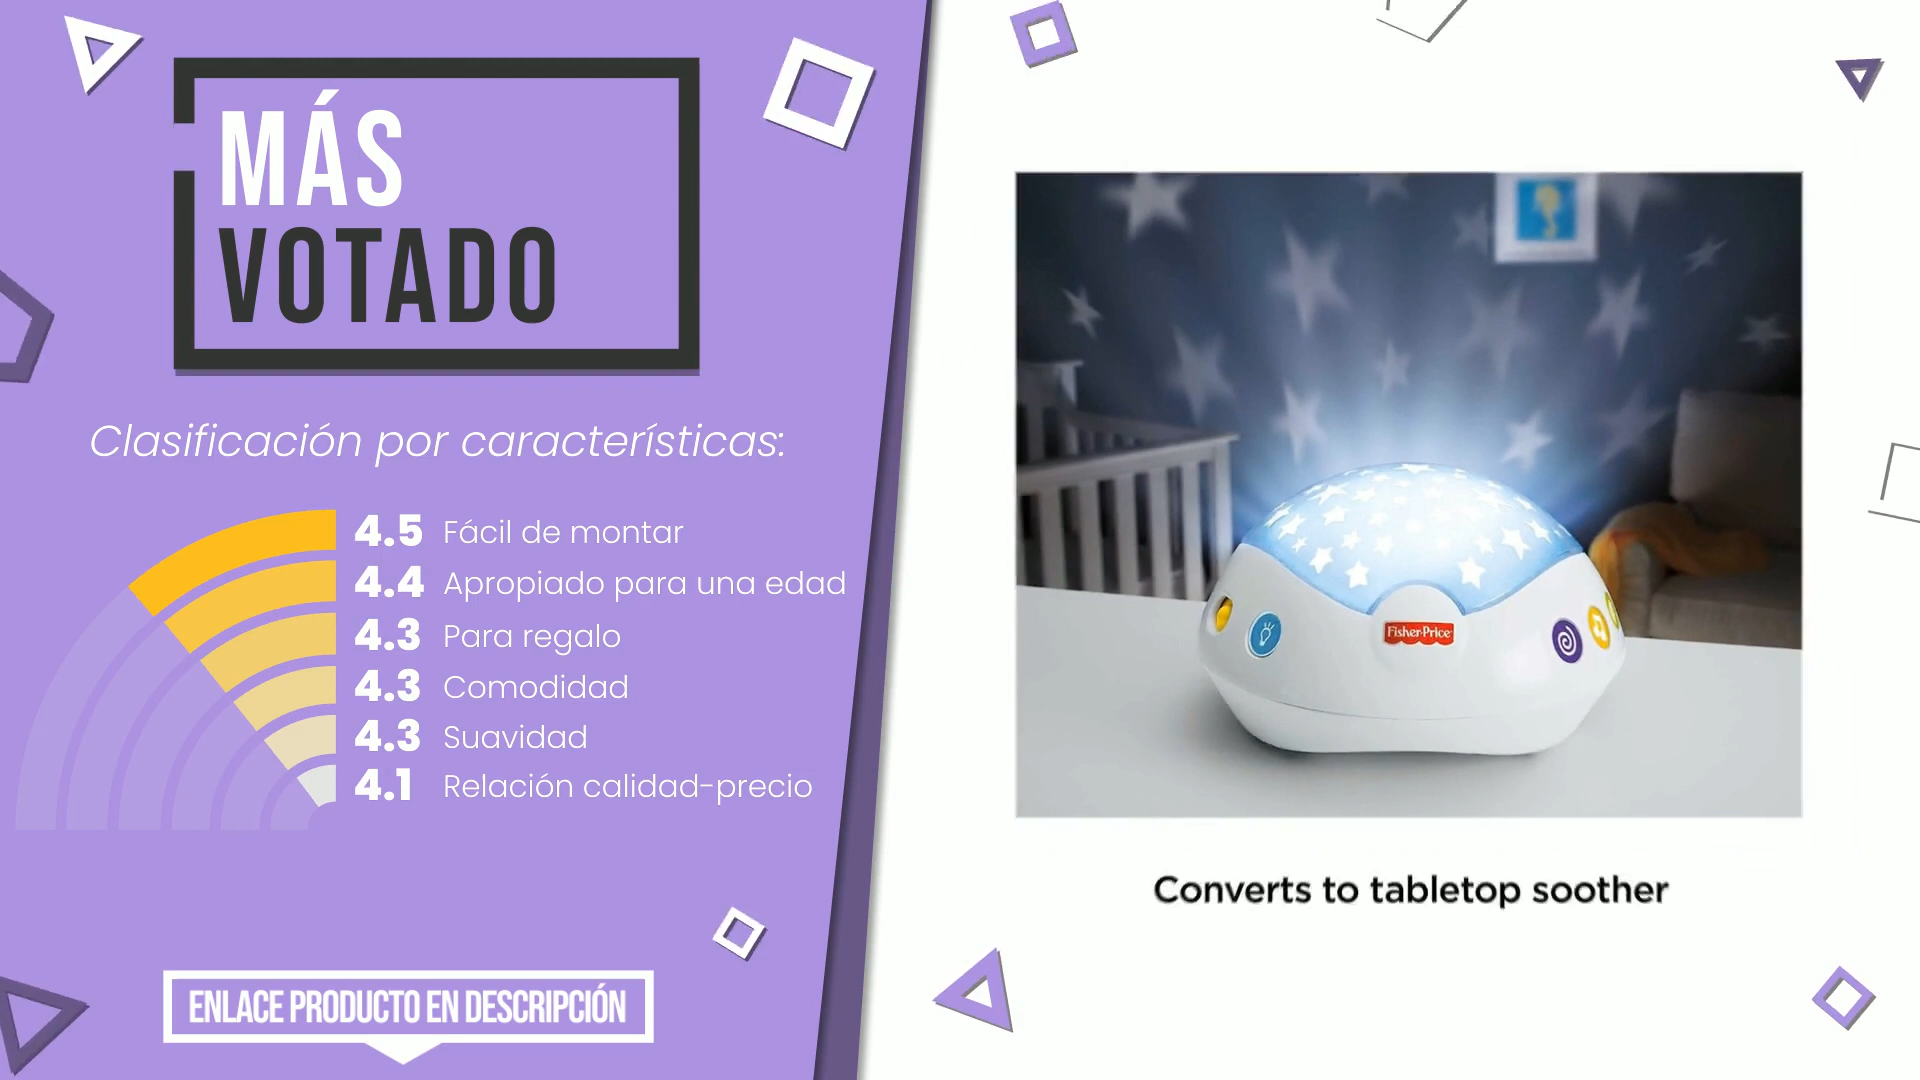 MÁS
VOTADO
Clasificación por características:
4.5 Fácil de montar
4.4 Apropiado para una edad
4.3 Para regalo
4.3 Comodidad
4.3 Suavidad
4.1 Relación calidad-precio
ENLACE PRODUCTO EN DESCRIPCIÓN
Fisher-Price
Converts to tabletop soother